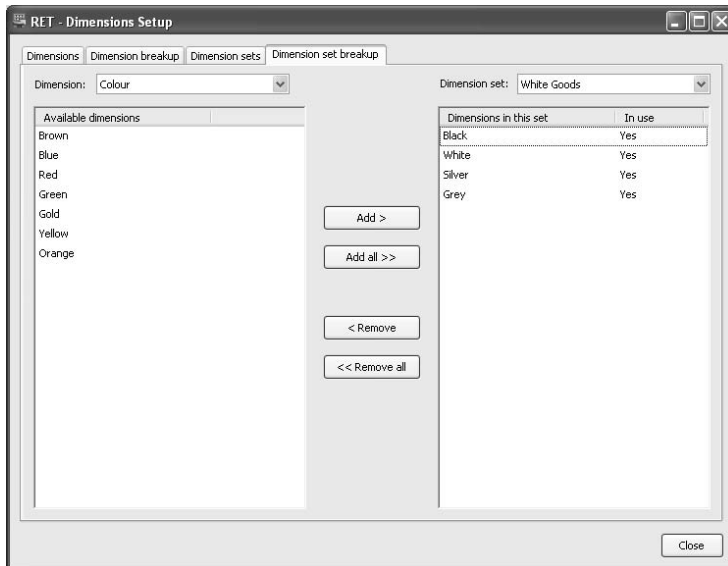 RET - Dimensions Setup
Dimensions Dimension breakup Dimension sets Dimension set breakup
Dimension: Colour Dimension set: White Goods
Available dimensions
Brown
Blue
Red
Green
Gold
Yellow
Orange
Add >
Add all >>
< Remove
<< Remove all
Dimensions in this set In use
Black Yes
White Yes
Silver Yes
Grey Yes
Close